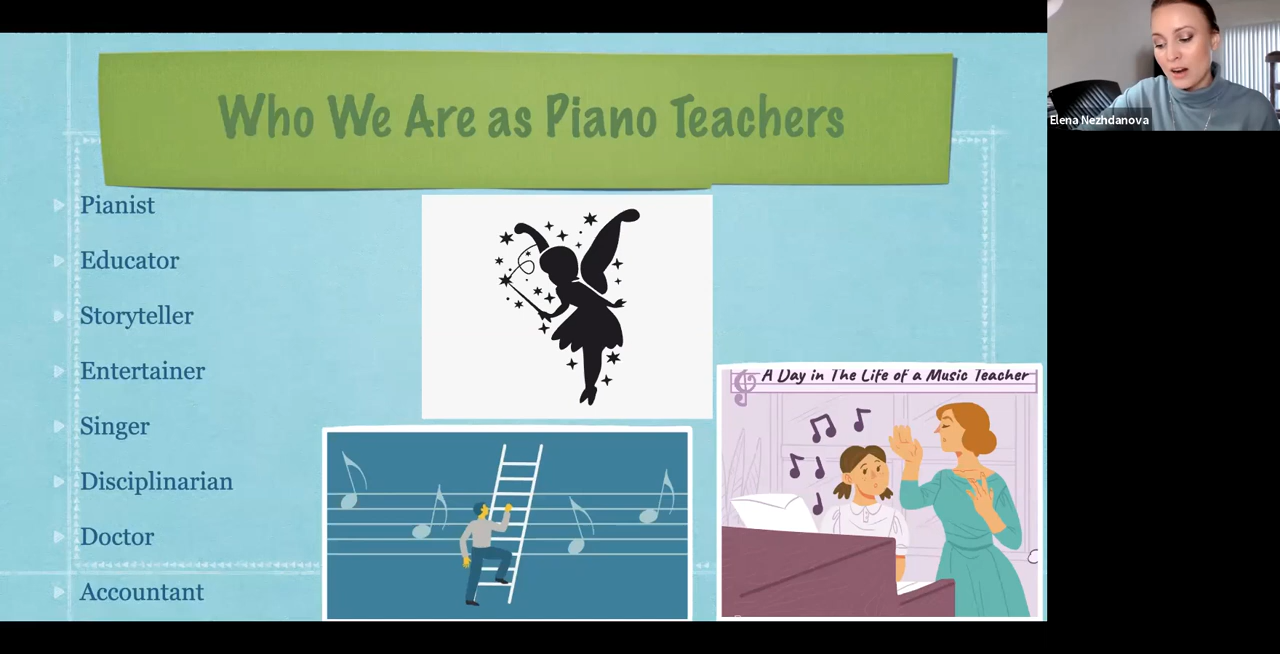 Who We Are as Piano Teachers
Elena Nezhdanova
Pianist
Educator
Storyteller
Entertainer
Singer
Disciplinarian
Doctor
Accountant
A Day in The Life of a Music Teacher